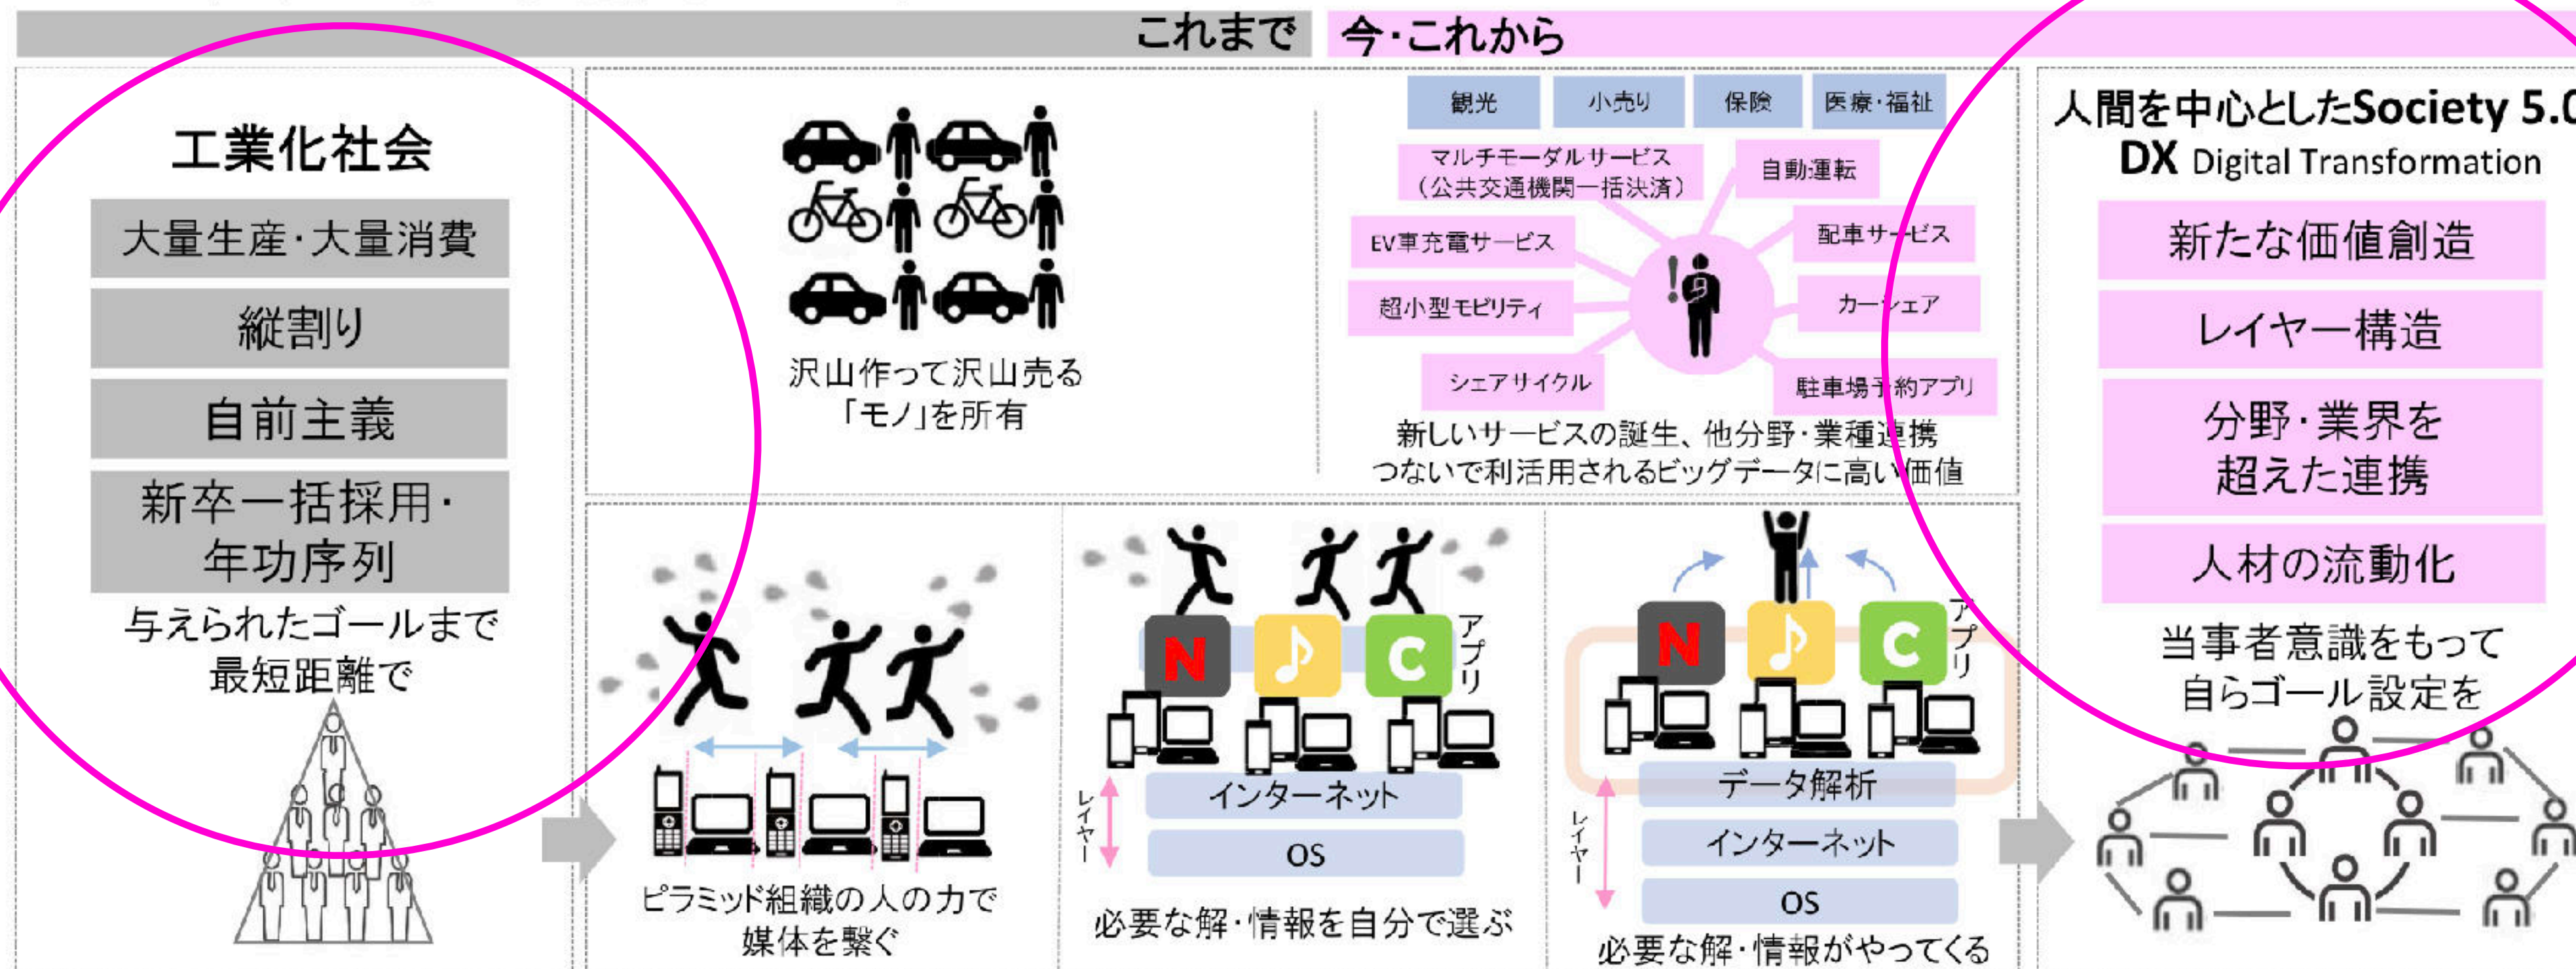 これまで
今・これから
工業化社会
大量生産・大量消費
縦割り
自前主義
新卒一括採用・
年功序列
与えられたゴールまで
最短距離で
沢山作って沢山売る
「モノ」を所有
観光
小売り
保険
医療・福祉
マルチモーダルサービス
（公共交通機関一括決済）
自動運転
EV車充電サービス
配車サービス
超小型モビリティ
カーシェア
シェアサイクル
駐車場予約アプリ
!
新しいサービスの誕生、他分野・業種連携
つないで利活用されるビッグデータに高い価値
ピラミッド組織の人の力で
媒体を繋ぐ
N
C
アプリ
レイヤー
インターネット
OS
必要な解・情報を自分で選ぶ
N
C
アプリ
レイヤー
データ解析
インターネット
OS
必要な解・情報がやってくる
人間を中心としたSociety 5.0
DX Digital Transformation
新たな価値創造
レイヤー構造
分野・業界を
超えた連携
人材の流動化
当事者意識をもって
自らゴール設定を